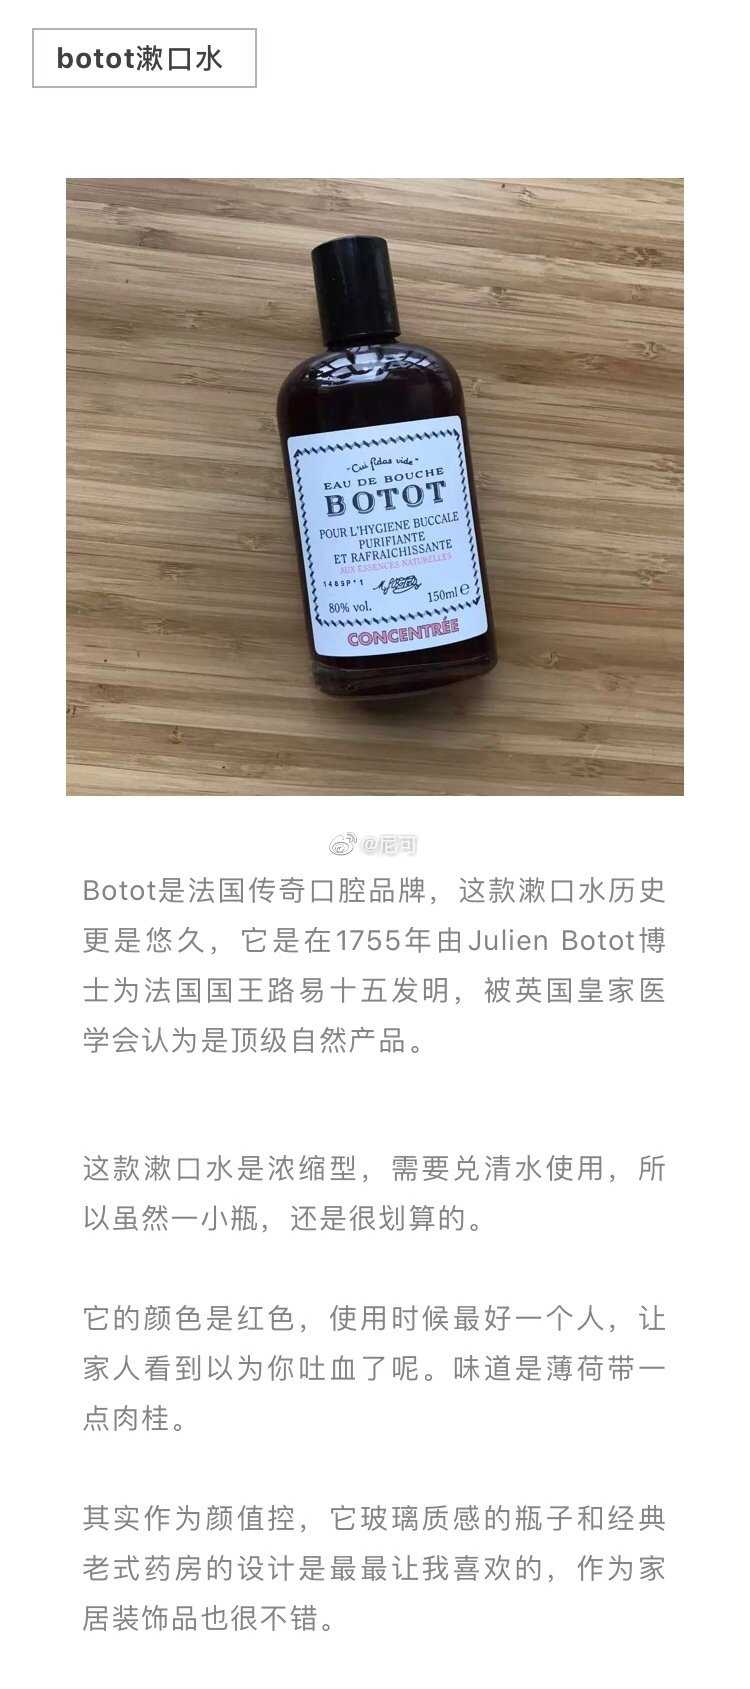 botot漱口水
"Cui fidas vide"
EAU DE BOUCHE
BOTOT
POUR L'HYGIENE BUCCALE
PURIFIANTE
ET RAFRAICHISSANTE
AUX ESSENCES NATURELLES
1489P*1
80% vol.
150ml e
CONCENTRÉE
@尼可
Botot是法国传奇口腔品牌，这款漱口水历史
更是悠久，它是在1755年由Julien Botot博
士为法国国王路易十五发明，被英国皇家医
学会认为是顶级自然产品。
这款漱口水是浓缩型，需要兑清水使用，所
以虽然一小瓶，还是很划算的。
它的颜色是红色，使用时候最好一个人，让
家人看到以为你吐血了呢。味道是薄荷带一
点肉桂。
其实作为颜值控，它玻璃质感的瓶子和经典
老式药房的设计是最最让我喜欢的，作为家
居装饰品也很不错。